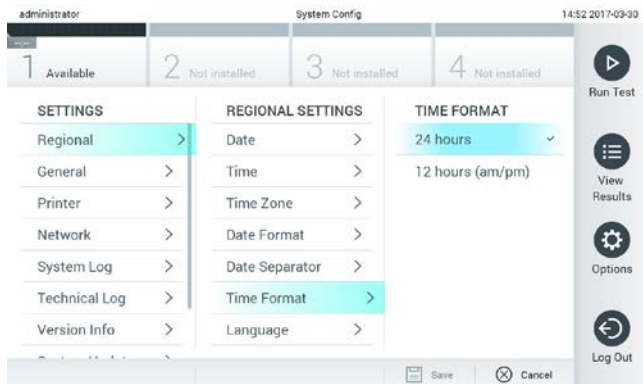 administrator System Config 14:52 2017-03-30
--:--
1 Available 2 Not installed 3 Not installed 4 Not installed
Run Test
SETTINGS
Regional
General
Printer
Network
System Log
Technical Log
Version Info
REGIONAL SETTINGS
Date
Time
Time Zone
Date Format
Date Separator
Time Format
Language
TIME FORMAT
24 hours
12 hours (am/pm)
View
Results
Options
Log Out
Save Cancel